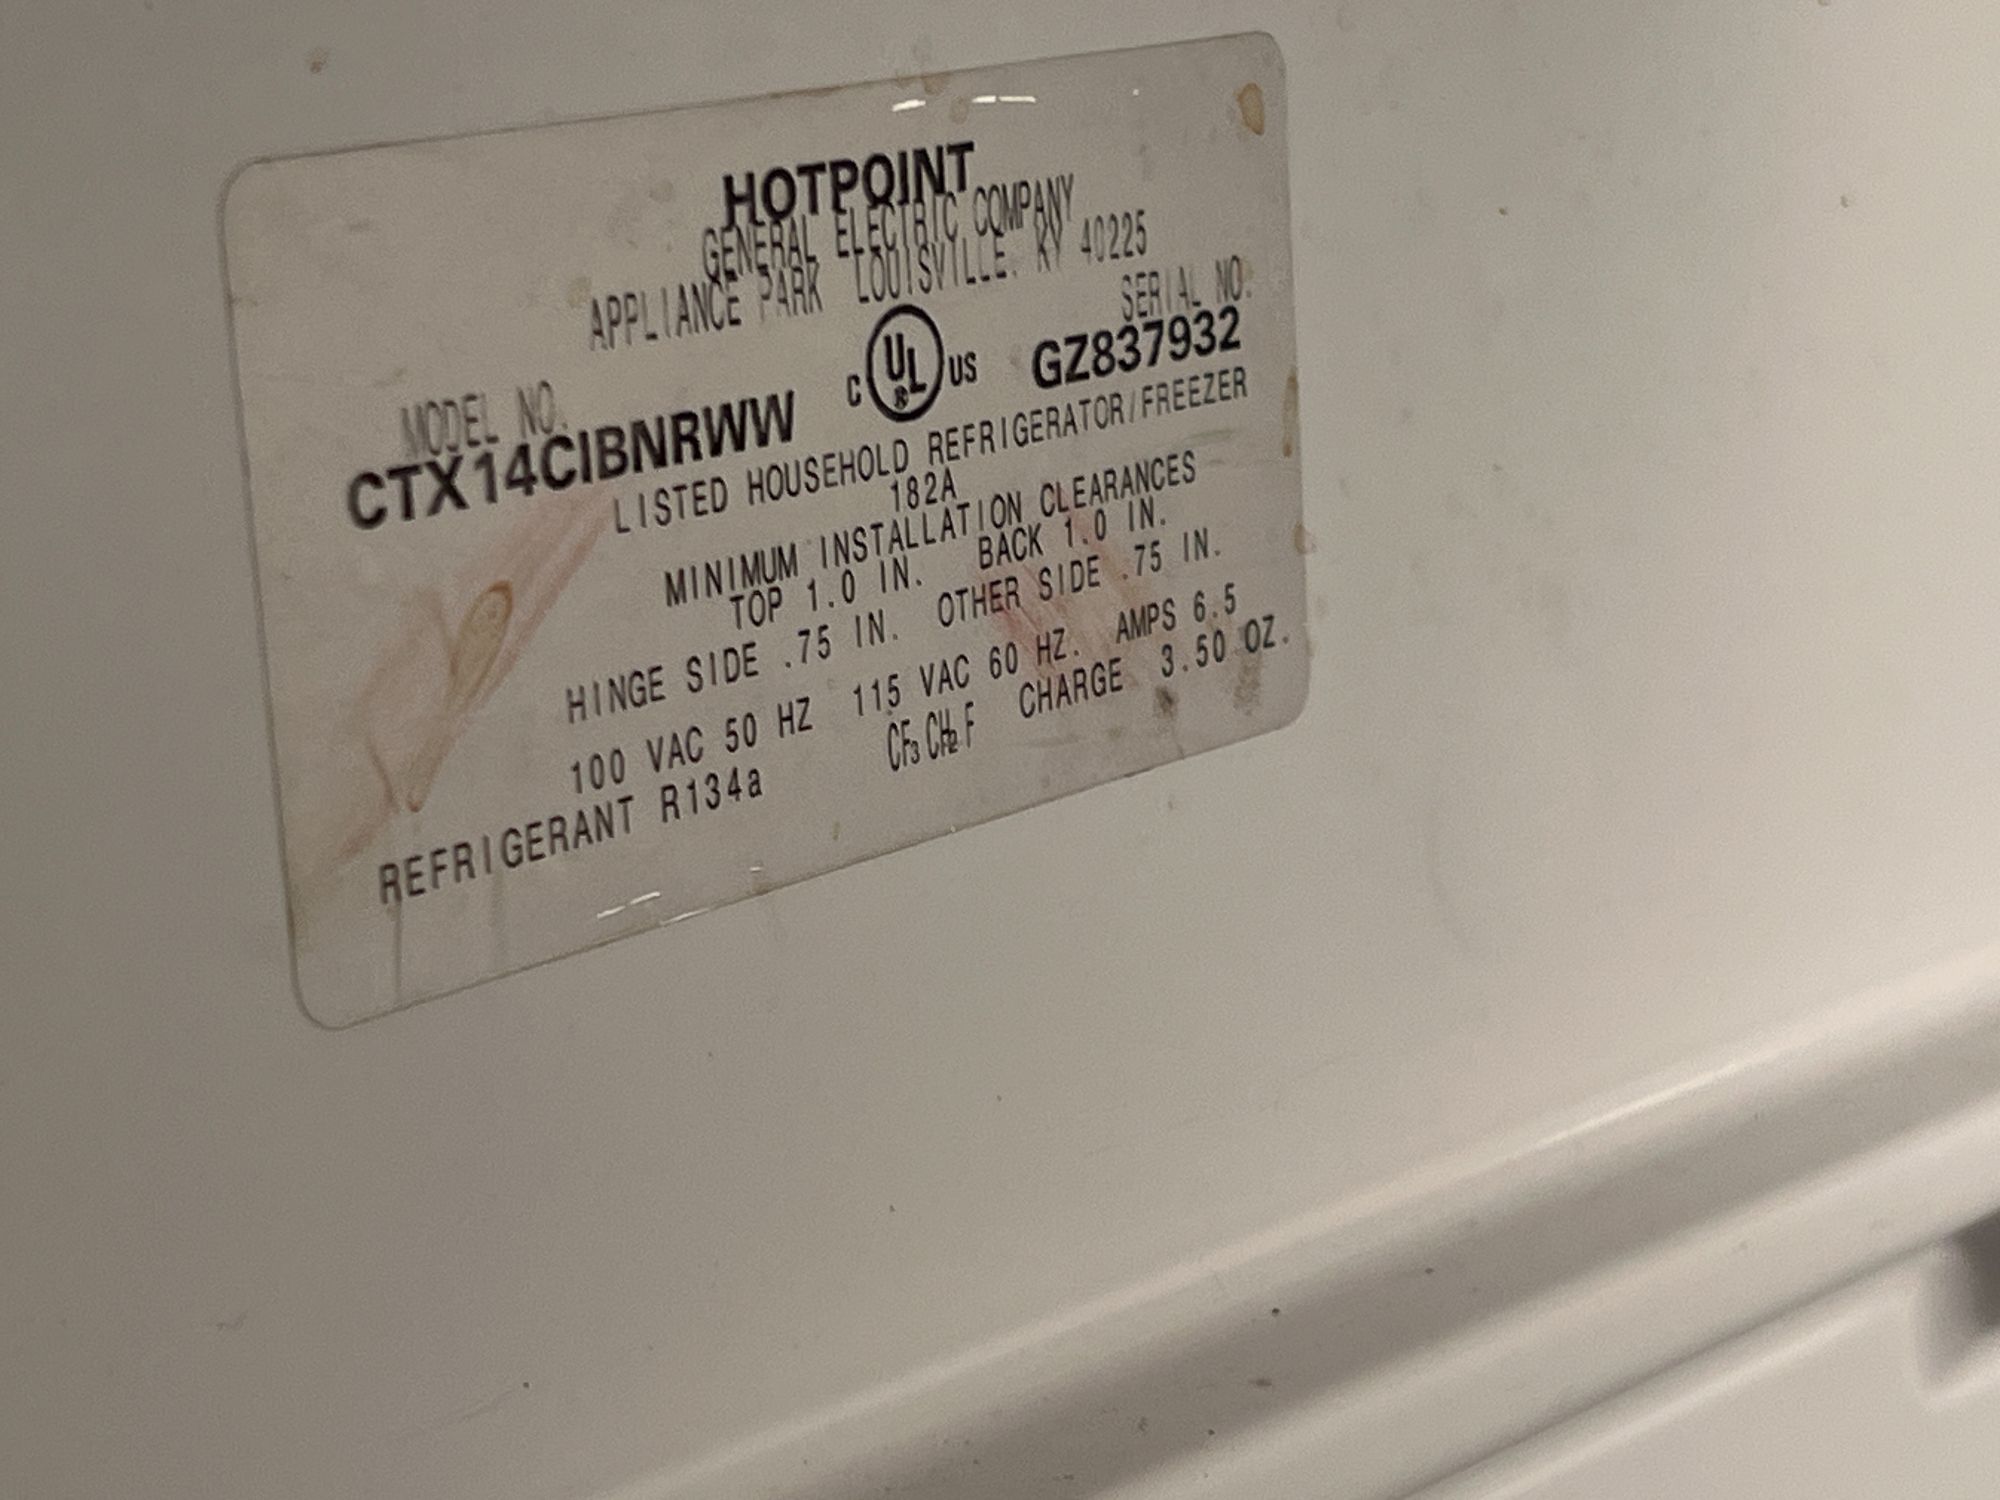 HOTPOINT
GENERAL ELECTRIC COMPANY
APPLIANCE PARK LOUISVILLE, KY 40225
MODEL NO. SERIAL NO.
CTX14CIBNRWW C UL® US GZ837932
LISTED HOUSEHOLD REFRIGERATOR/FREEZER
182A
MINIMUM INSTALLATION CLEARANCES
TOP 1.0 IN. BACK 1.0 IN.
HINGE SIDE .75 IN. OTHER SIDE .75 IN.
100 VAC 50 HZ 115 VAC 60 HZ. AMPS 6.5
REFRIGERANT R134a CF₃CH₂F CHARGE 3.50 OZ.